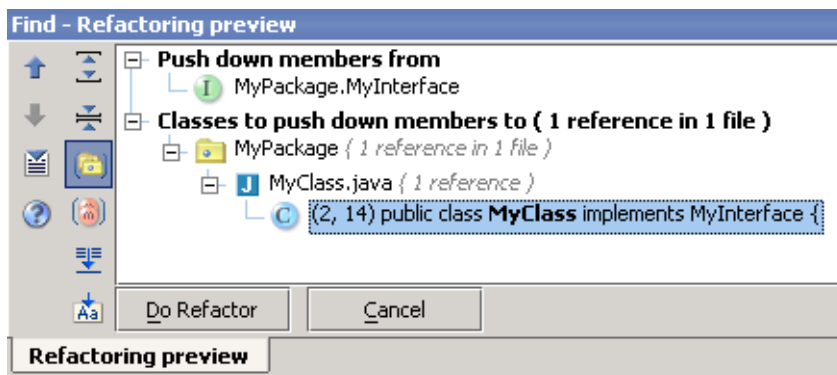 Find - Refactoring preview
Push down members from
I MyPackage.MyInterface
Classes to push down members to ( 1 reference in 1 file )
MyPackage ( 1 reference in 1 file )
J MyClass.java ( 1 reference )
C (2, 14) public class MyClass implements MyInterface {
Aa
Do Refactor Cancel
Refactoring preview